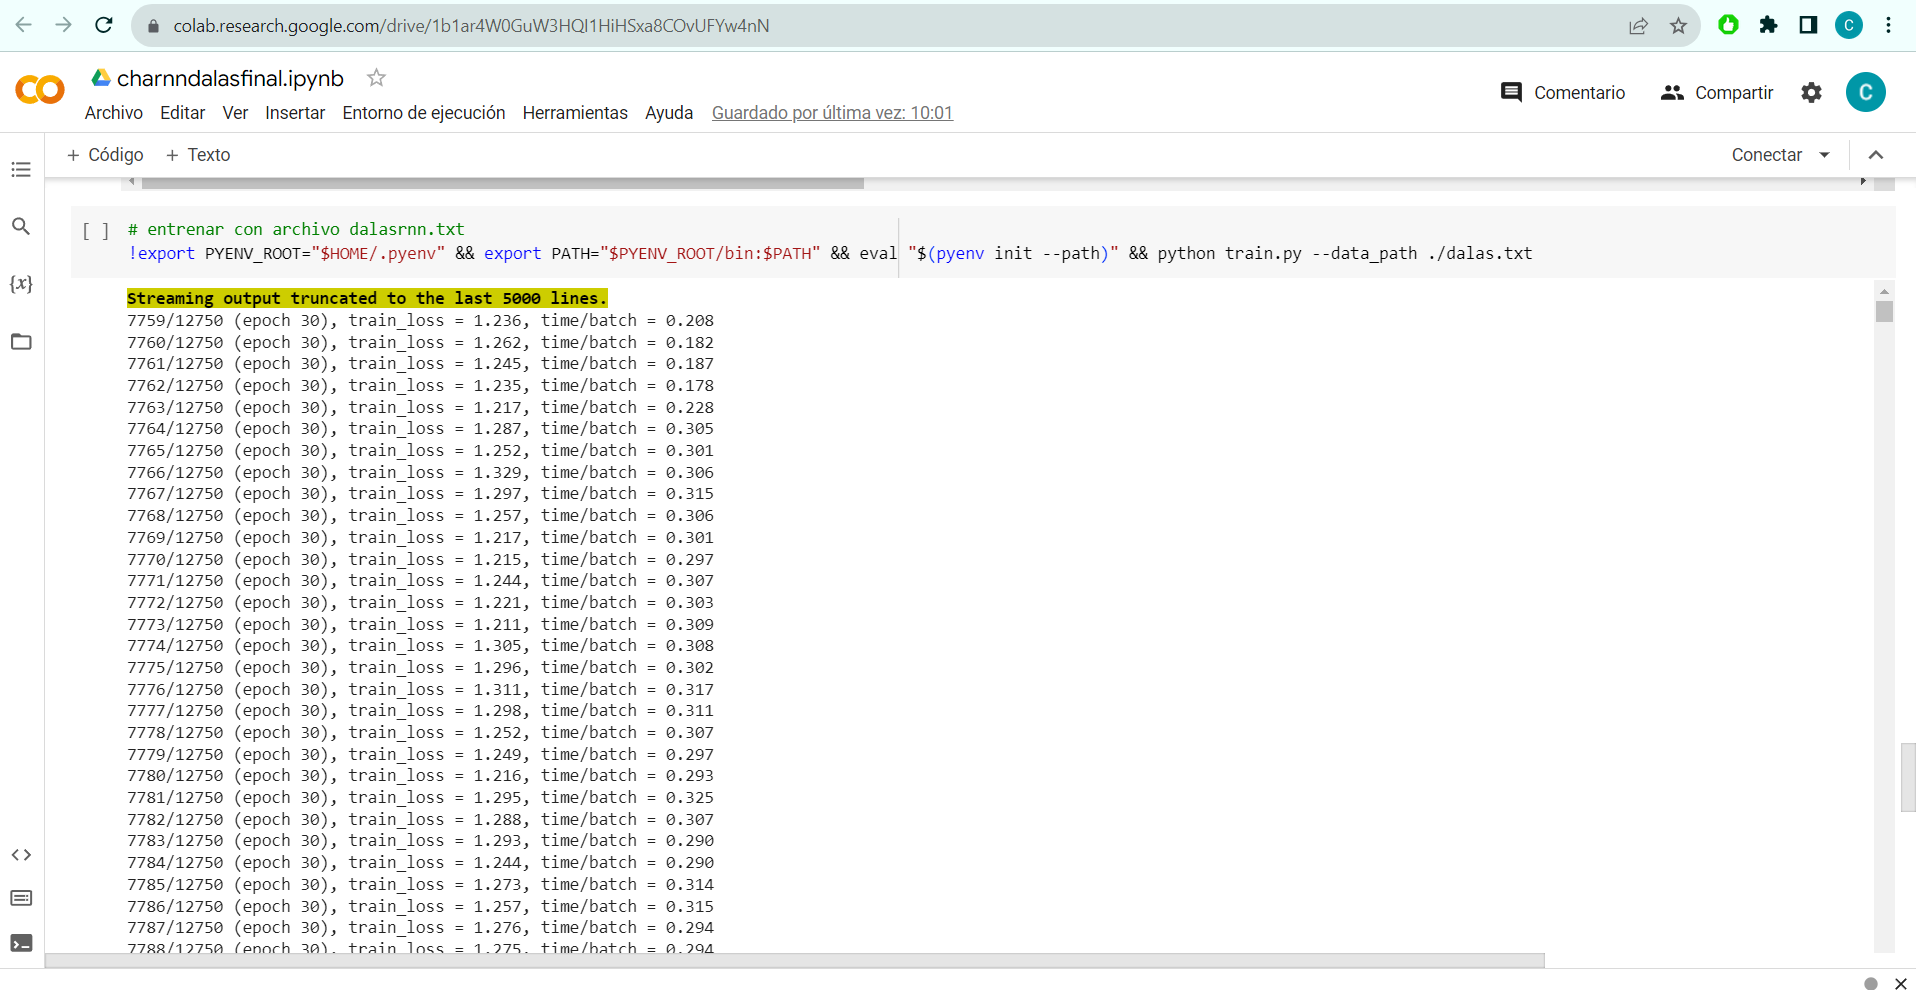 colab.research.google.com/drive/1b1ar4W0GuW3HQI1HiHSxa8COvUFYw4nN
C
charnndalasfinal.ipynb
Archivo Editar Ver Insertar Entorno de ejecución Herramientas Ayuda Guardado por última vez: 10:01
Comentario Compartir C
+ Código + Texto
Conectar
[ ] # entrenar con archivo dalasrnn.txt
!export PYENV_ROOT="$HOME/.pyenv" && export PATH="$PYENV_ROOT/bin:$PATH" && eval "$(pyenv init --path)" && python train.py --data_path ./dalas.txt
Streaming output truncated to the last 5000 lines.
7759/12750 (epoch 30), train_loss = 1.236, time/batch = 0.208
7760/12750 (epoch 30), train_loss = 1.262, time/batch = 0.182
7761/12750 (epoch 30), train_loss = 1.245, time/batch = 0.187
7762/12750 (epoch 30), train_loss = 1.235, time/batch = 0.178
7763/12750 (epoch 30), train_loss = 1.217, time/batch = 0.228
7764/12750 (epoch 30), train_loss = 1.287, time/batch = 0.305
7765/12750 (epoch 30), train_loss = 1.252, time/batch = 0.301
7766/12750 (epoch 30), train_loss = 1.329, time/batch = 0.306
7767/12750 (epoch 30), train_loss = 1.297, time/batch = 0.315
7768/12750 (epoch 30), train_loss = 1.257, time/batch = 0.306
7769/12750 (epoch 30), train_loss = 1.217, time/batch = 0.301
7770/12750 (epoch 30), train_loss = 1.215, time/batch = 0.297
7771/12750 (epoch 30), train_loss = 1.244, time/batch = 0.307
7772/12750 (epoch 30), train_loss = 1.221, time/batch = 0.303
7773/12750 (epoch 30), train_loss = 1.211, time/batch = 0.309
7774/12750 (epoch 30), train_loss = 1.305, time/batch = 0.308
7775/12750 (epoch 30), train_loss = 1.296, time/batch = 0.302
7776/12750 (epoch 30), train_loss = 1.311, time/batch = 0.317
7777/12750 (epoch 30), train_loss = 1.298, time/batch = 0.311
7778/12750 (epoch 30), train_loss = 1.252, time/batch = 0.307
7779/12750 (epoch 30), train_loss = 1.249, time/batch = 0.297
7780/12750 (epoch 30), train_loss = 1.216, time/batch = 0.293
7781/12750 (epoch 30), train_loss = 1.295, time/batch = 0.325
7782/12750 (epoch 30), train_loss = 1.288, time/batch = 0.307
7783/12750 (epoch 30), train_loss = 1.293, time/batch = 0.290
7784/12750 (epoch 30), train_loss = 1.244, time/batch = 0.290
7785/12750 (epoch 30), train_loss = 1.273, time/batch = 0.314
7786/12750 (epoch 30), train_loss = 1.257, time/batch = 0.315
7787/12750 (epoch 30), train_loss = 1.276, time/batch = 0.294
7788/12750 (epoch 30), train_loss = 1.275, time/batch = 0.294